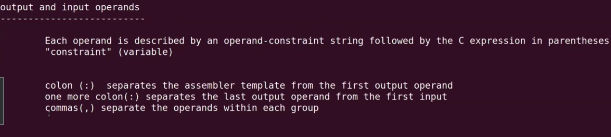 output and input operands
--------------------------
Each operand is described by an operand-constraint string followed by the C expression in parentheses
"constraint" (variable)
colon (:)  separates the assembler template from the first output operand
one more colon(:) separates the last output operand from the first input
commas(,) separate the operands within each group